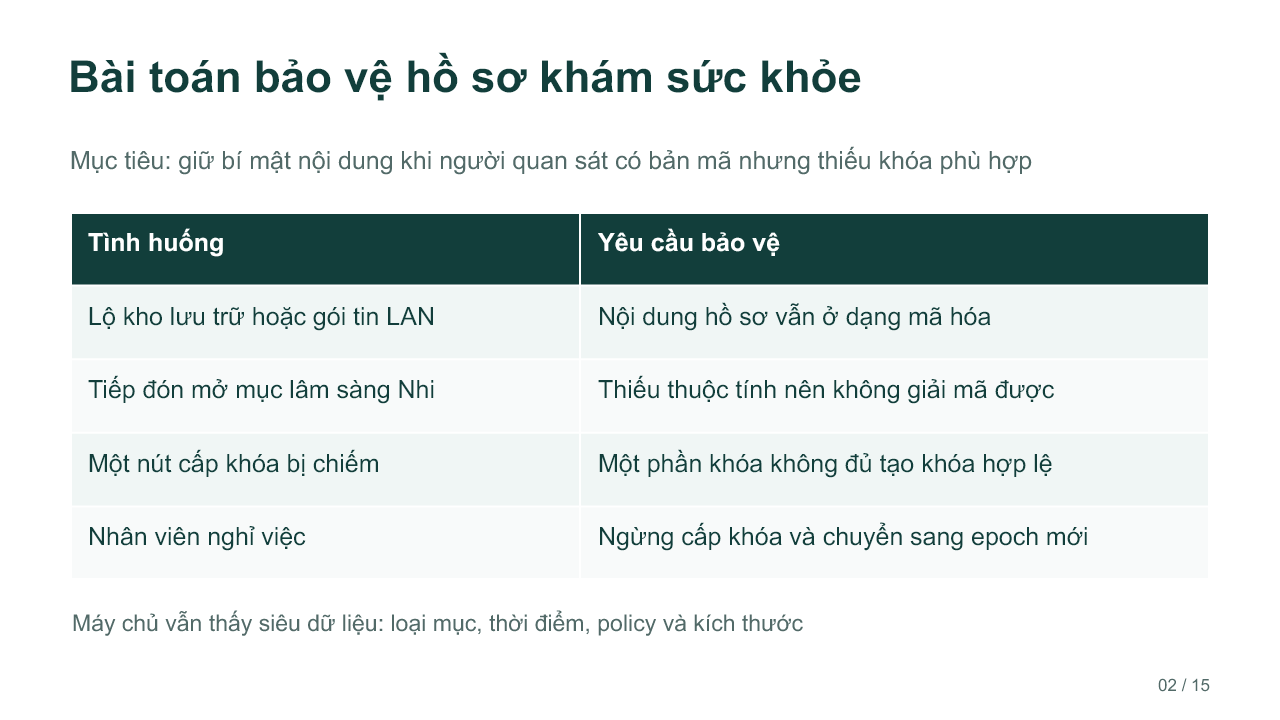 Bài toán bảo vệ hồ sơ khám sức khỏe
Mục tiêu: giữ bí mật nội dung khi người quan sát có bản mã nhưng thiếu khóa phù hợp
Tình huống
Yêu cầu bảo vệ
Lộ kho lưu trữ hoặc gói tin LAN
Nội dung hồ sơ vẫn ở dạng mã hóa
Tiếp đón mở mục lâm sàng Nhi
Thiếu thuộc tính nên không giải mã được
Một nút cấp khóa bị chiếm
Một phần khóa không đủ tạo khóa hợp lệ
Nhân viên nghỉ việc
Ngừng cấp khóa và chuyển sang epoch mới
Máy chủ vẫn thấy siêu dữ liệu: loại mục, thời điểm, policy và kích thước
02 / 15